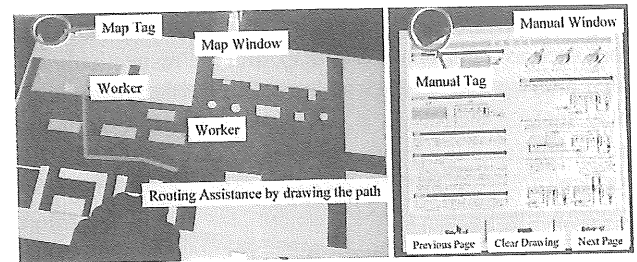 Map Tag
Map Window
Worker
Worker
Routing Assistance by drawing the path
Manual Window
Manual Tag
Previous Page
Clear Drawing
Next Page